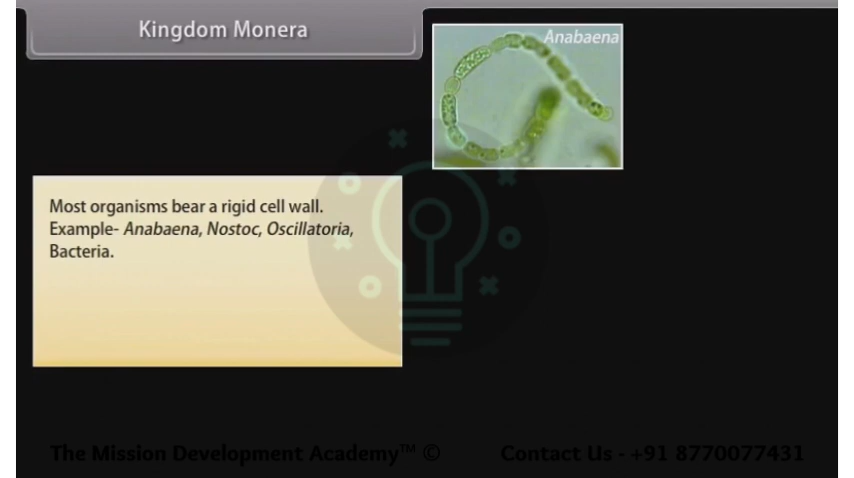 Kingdom Monera
Anabaena
Most organisms bear a rigid cell wall.
Example- Anabaena, Nostoc, Oscillatoria,
Bacteria.
The Mission Development Academy™ © Contact Us - +91 8770077431